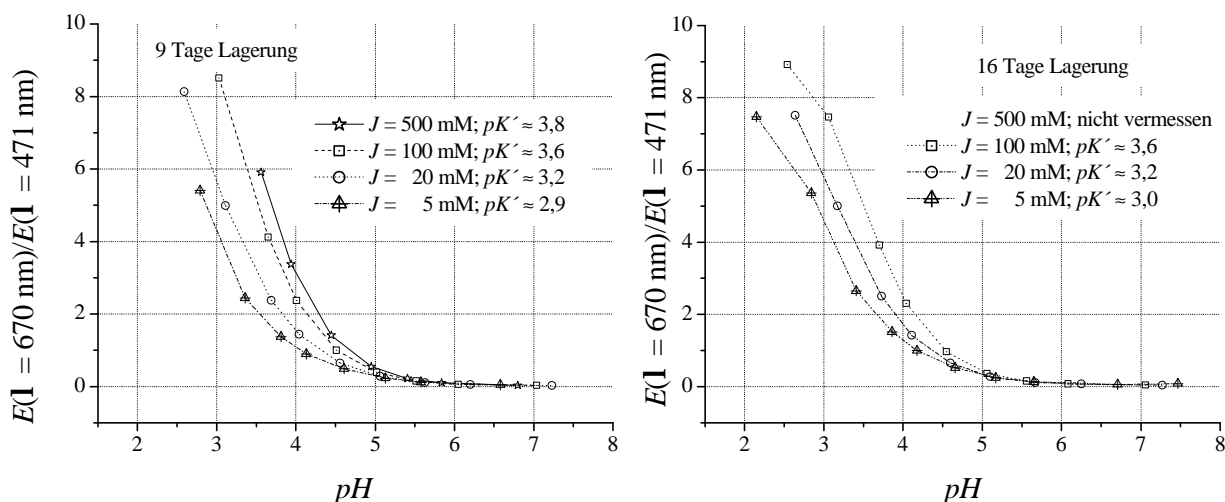 E(l = 670 nm)/E(l = 471 nm)
10
8
6
4
2
0
9 Tage Lagerung
J = 500 mM; pK´ ≈ 3,8
J = 100 mM; pK´ ≈ 3,6
J = 20 mM; pK´ ≈ 3,2
J = 5 mM; pK´ ≈ 2,9
2 3 4 5 6 7 8
pH
E(l = 670 nm)/E(l = 471 nm)
10
8
6
4
2
0
16 Tage Lagerung
J = 500 mM; nicht vermessen
J = 100 mM; pK´ ≈ 3,6
J = 20 mM; pK´ ≈ 3,2
J = 5 mM; pK´ ≈ 3,0
2 3 4 5 6 7 8
pH